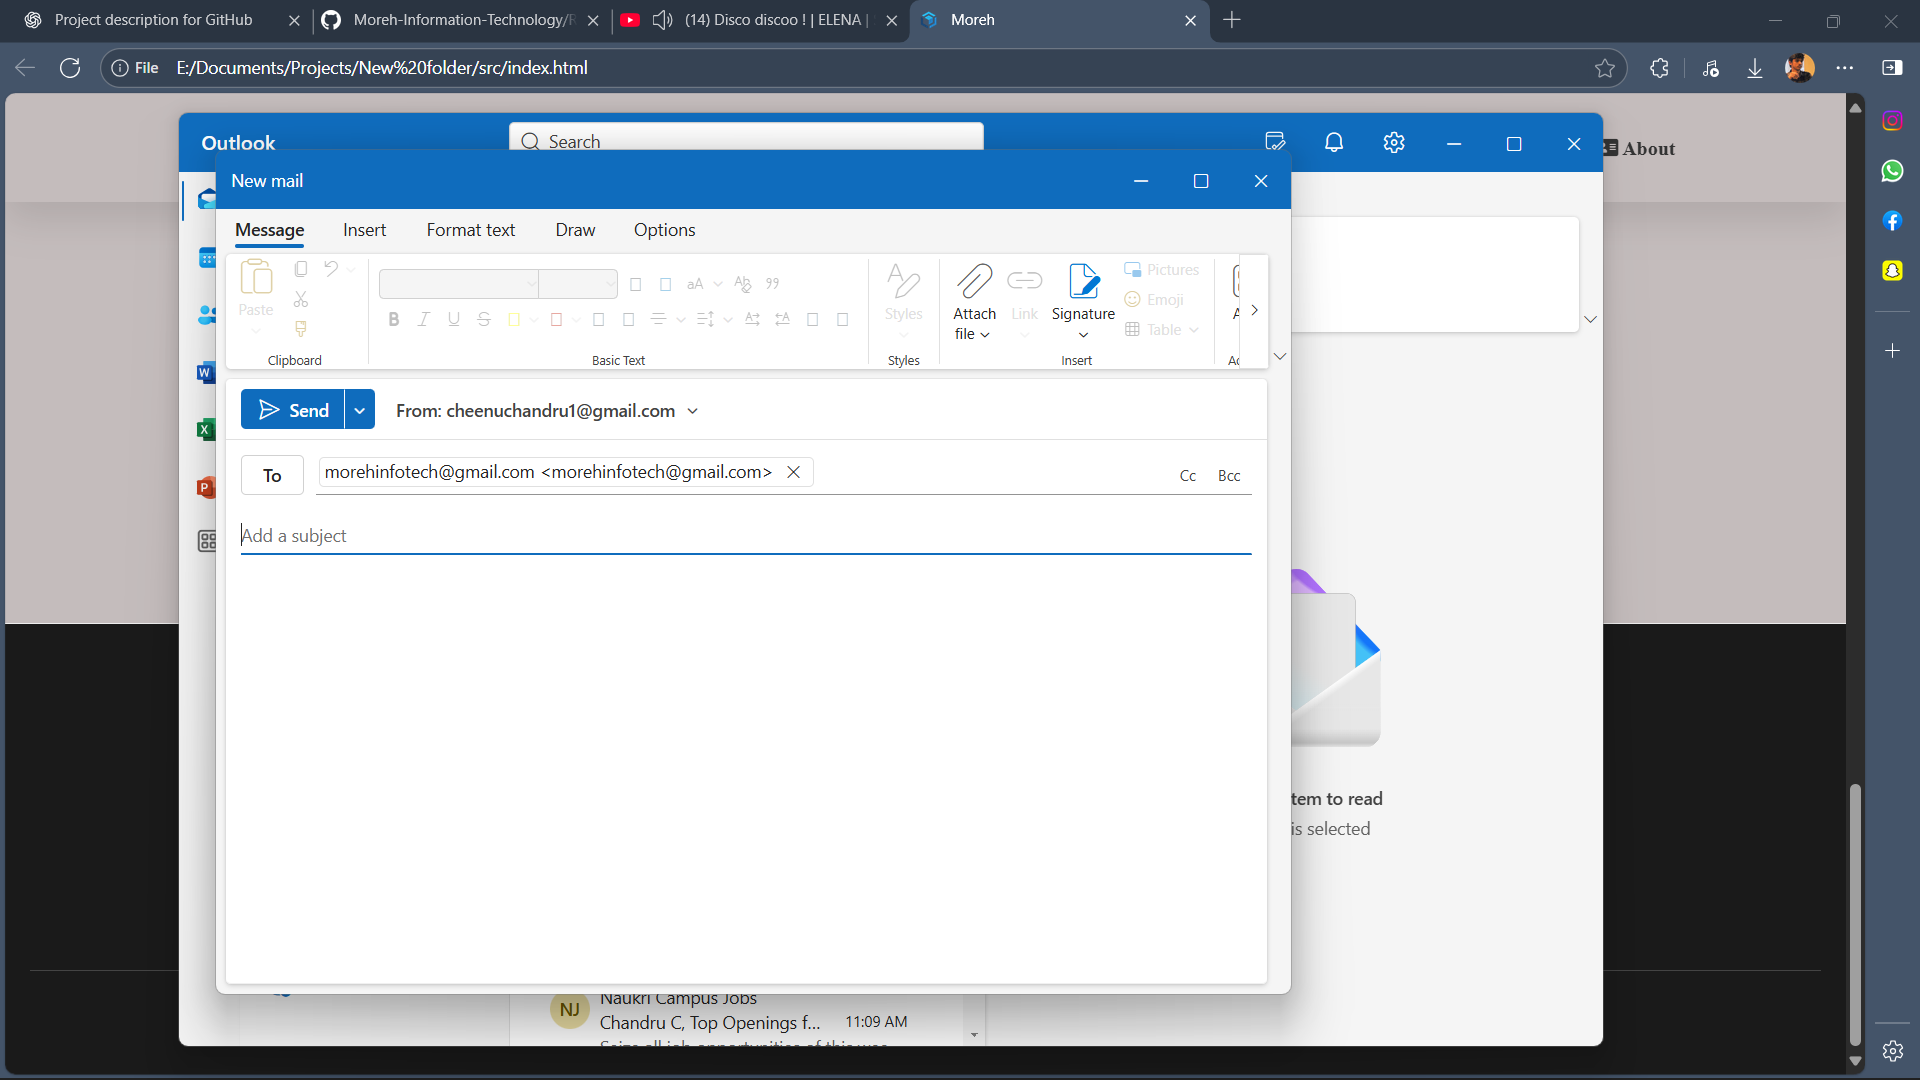 Project description for GitHub
Moreh-Information-Technology/R
(14) Disco discoo ! | ELENA |
Moreh
File
E:/Documents/Projects/New%20folder/src/index.html
Outlook
Search
About
New mail
Message
Insert
Format text
Draw
Options
Paste
Clipboard
Basic Text
Styles
Styles
Attach
file
Link
Signature
Pictures
Emoji
Table
Insert
Send
From: cheenuchandru1@gmail.com
To
morehinfotech@gmail.com <morehinfotech@gmail.com>
Cc
Bcc
Add a subject
tem to read
is selected
NJ
Naukri Campus Jobs
Chandru C, Top Openings f...
11:09 AM